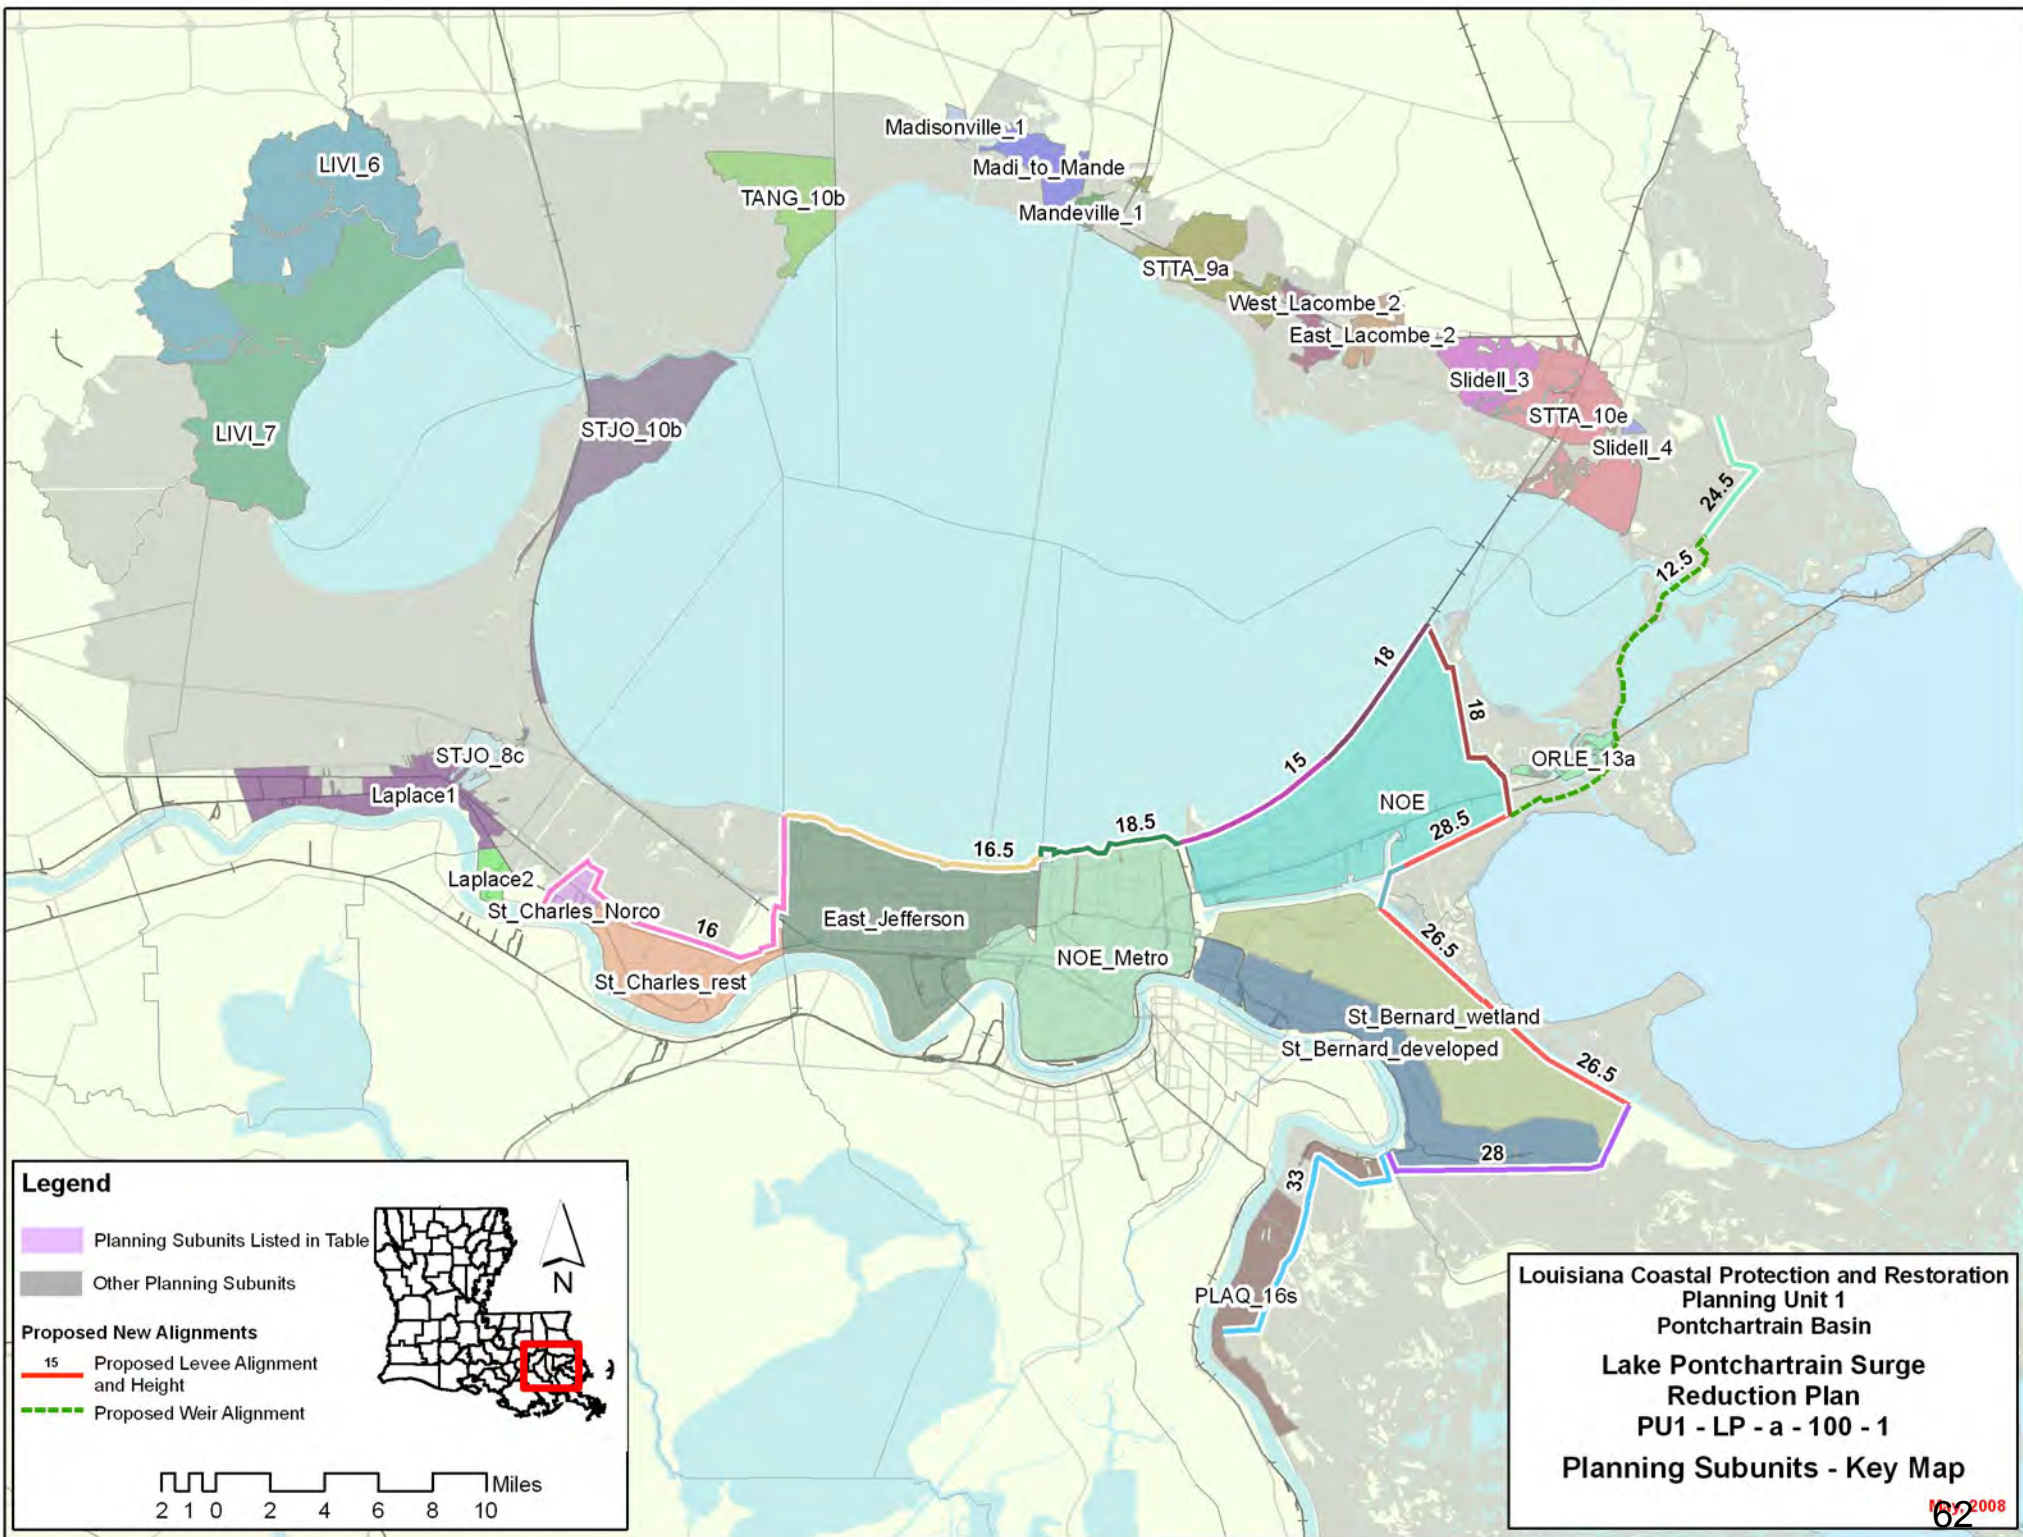 Madisonville_1
LIVI_6
Madi_to_Mande
TANG_10b
Mandeville_1
STTA_9a
West_Lacombe_2
East_Lacombe_2
Slidell_3
STTA_10e
LIVI_7
STJO_10b
Slidell_4
24.5
12.5
18
18
STJO_8c
ORLE_13a
15
Laplace1
NOE
18.5
28.5
16.5
Laplace2
St_Charles_Norco
East_Jefferson
16
26.5
NOE_Metro
St_Charles_rest
St_Bernard_wetland
St_Bernard_developed
26.5
28
33
PLAQ_16s
Legend
Planning Subunits Listed in Table
Other Planning Subunits
Proposed New Alignments
15
Proposed Levee Alignment
and Height
Proposed Weir Alignment
N
Miles
2 1 0 2 4 6 8 10
Louisiana Coastal Protection and Restoration
Planning Unit 1
Pontchartrain Basin
Lake Pontchartrain Surge
Reduction Plan
PU1 - LP - a - 100 - 1
Planning Subunits - Key Map
May, 2008
62